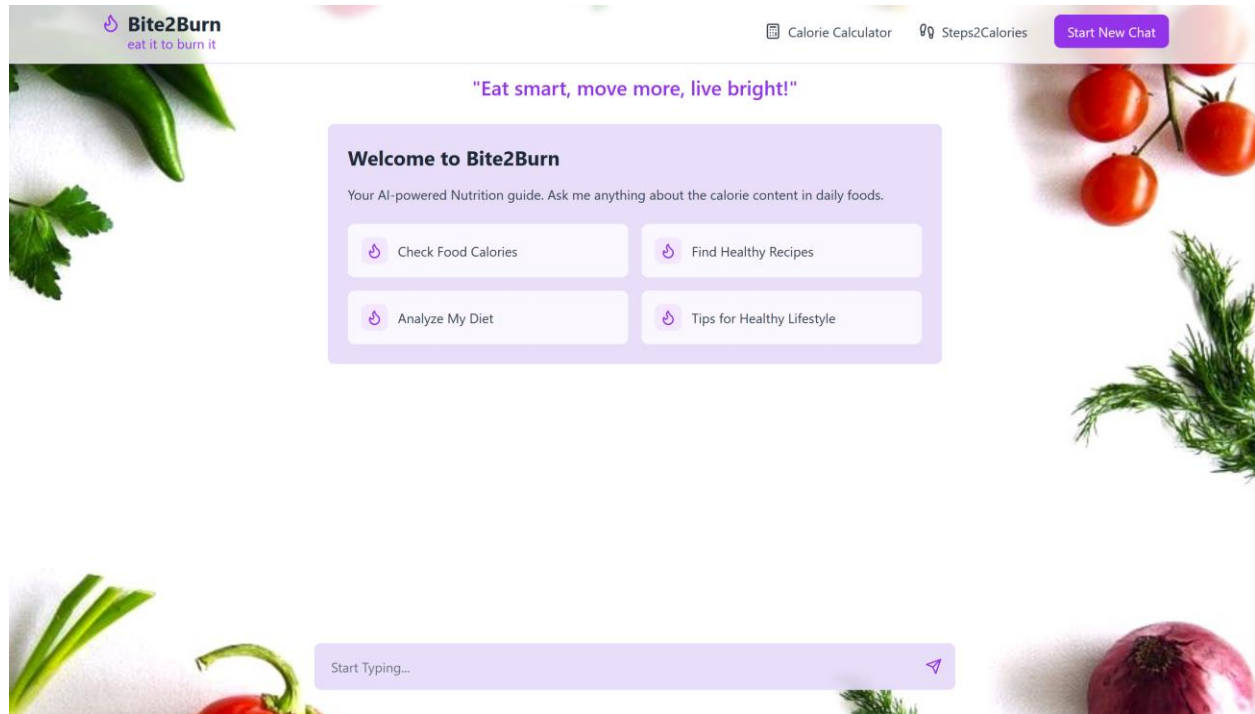 Bite2Burn
eat it to burn it
Calorie Calculator
Steps2Calories
Start New Chat
"Eat smart, move more, live bright!"
Welcome to Bite2Burn
Your AI-powered Nutrition guide. Ask me anything about the calorie content in daily foods.
Check Food Calories
Find Healthy Recipes
Analyze My Diet
Tips for Healthy Lifestyle
Start Typing...